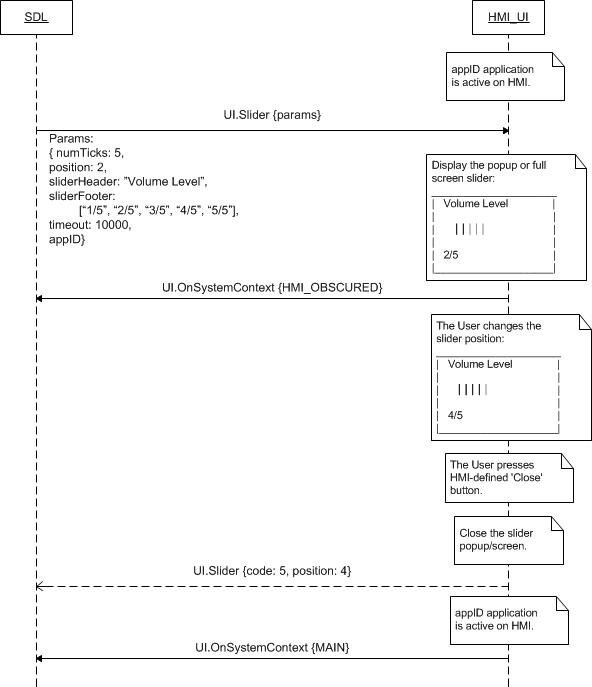 SDL
HMI_UI
appID application
is active on HMI.
UI.Slider {params}
Params:
{ numTicks: 5,
position: 2,
sliderHeader: ”Volume Level”,
sliderFooter:
[“1/5”, “2/5”, “3/5”, “4/5”, “5/5”],
timeout: 10000,
appID}
Display the popup or full
screen slider:
Volume Level
| | | | |
2/5
UI.OnSystemContext {HMI_OBSCURED}
The User changes the
slider position:
Volume Level
| | | | |
4/5
The User presses
HMI-defined 'Close'
button.
Close the slider
popup/screen.
UI.Slider {code: 5, position: 4}
appID application
is active on HMI.
UI.OnSystemContext {MAIN}